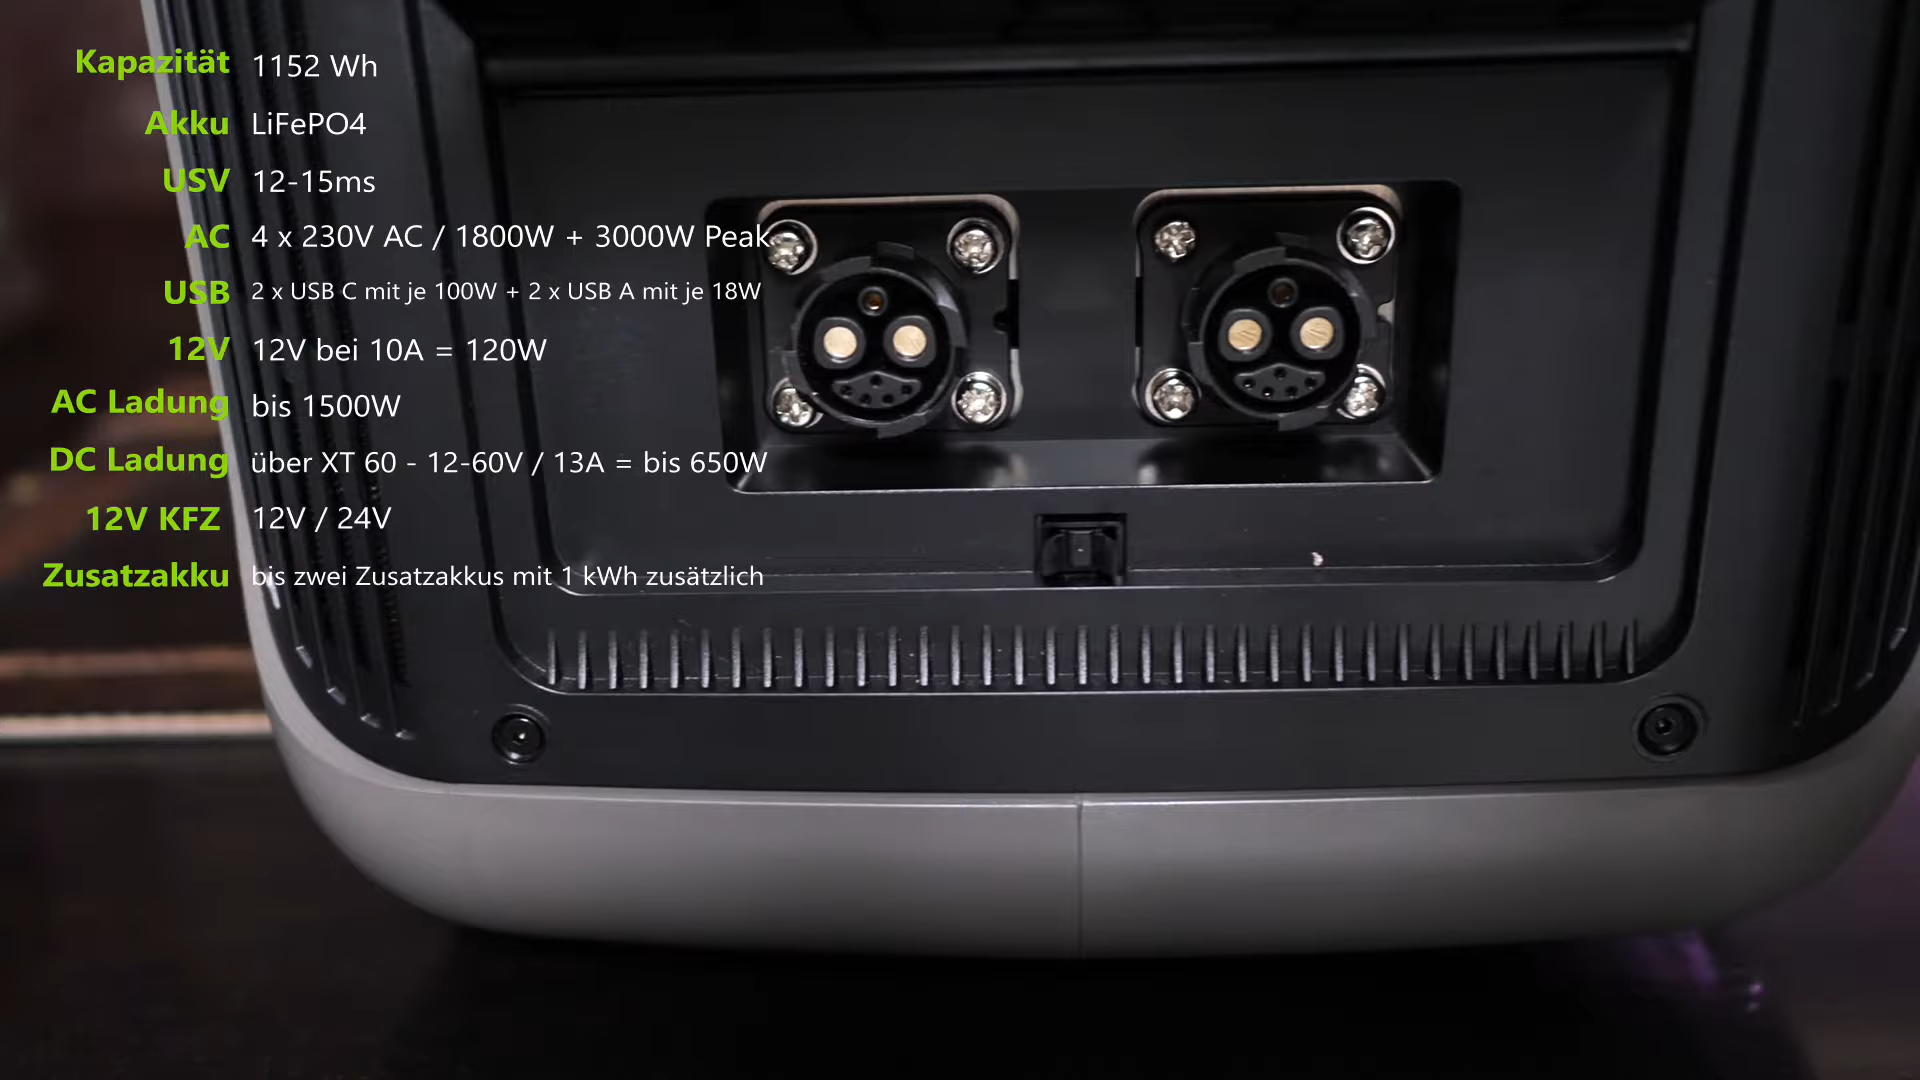 Kapazität 1152 Wh
Akku LiFePO4
USV 12-15ms
AC 4 x 230V AC / 1800W + 3000W Peak
USB 2 x USB C mit je 100W + 2 x USB A mit je 18W
12V 12V bei 10A = 120W
AC Ladung bis 1500W
DC Ladung über XT 60 - 12-60V / 13A = bis 650W
12V KFZ 12V / 24V
Zusatzakku bis zwei Zusatzakkus mit 1 kWh zusätzlich